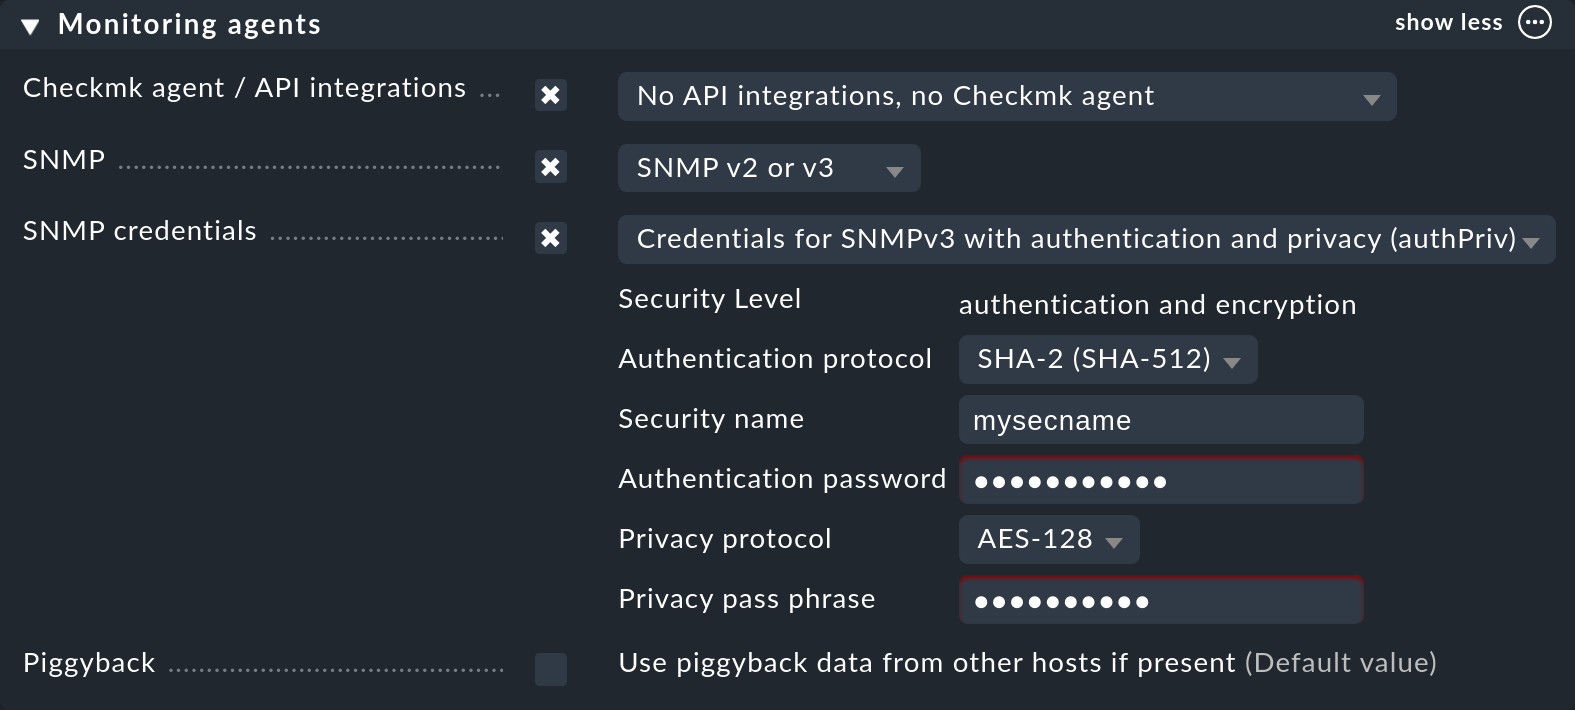 Monitoring agents
show less
Checkmk agent / API integrations ...
No API integrations, no Checkmk agent
SNMP
SNMP v2 or v3
SNMP credentials
Credentials for SNMPv3 with authentication and privacy (authPriv)
Security Level
authentication and encryption
Authentication protocol
SHA-2 (SHA-512)
Security name
mysecname
Authentication password
●●●●●●●●●●●
Privacy protocol
AES-128
Privacy pass phrase
●●●●●●●●●●
Piggyback
Use piggyback data from other hosts if present (Default value)